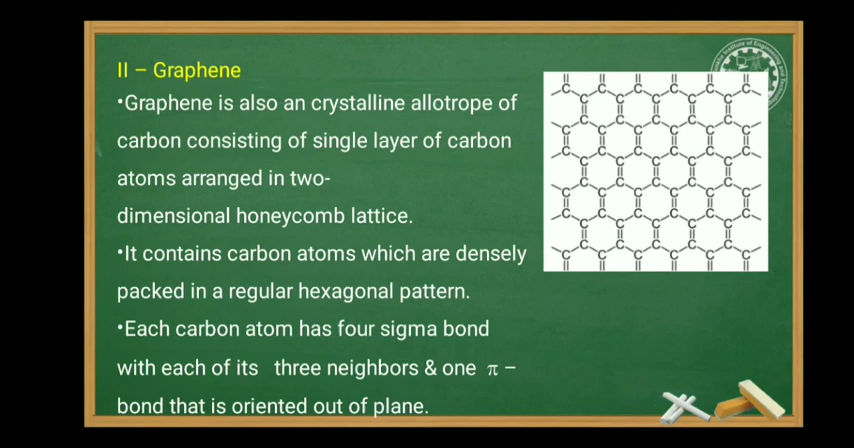 II – Graphene
•Graphene is also an crystalline allotrope of
carbon consisting of single layer of carbon
atoms arranged in two-
dimensional honeycomb lattice.
•It contains carbon atoms which are densely
packed in a regular hexagonal pattern.
•Each carbon atom has four sigma bond
with each of its three neighbors & one π –
bond that is oriented out of plane.